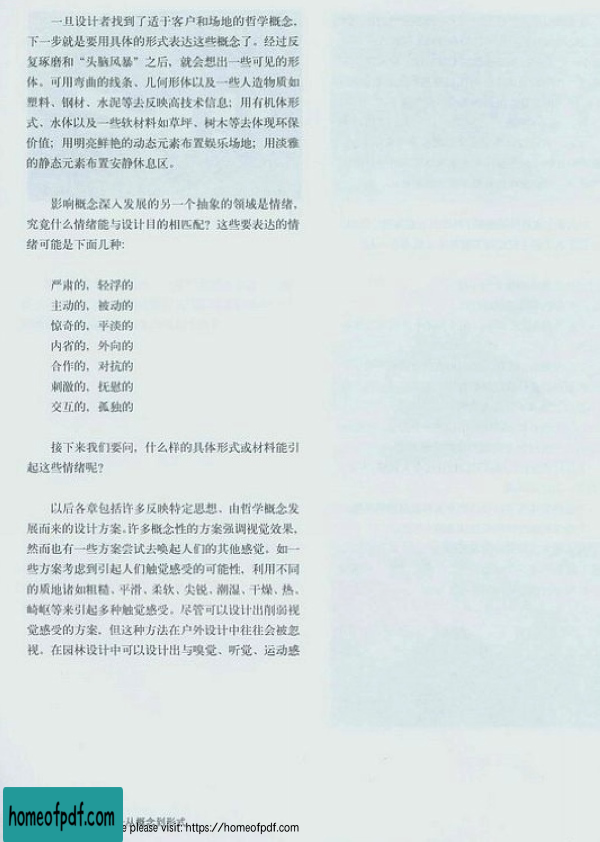 一旦设计者找到了适于客户和场地的哲学概念，
下一步就是要用具体的形式表达这些概念了。经过反
复琢磨和“头脑风暴”之后，就会想出一些可见的形
体。可用弯曲的线条、几何形体以及一些人造物质如
塑料、钢材、水泥等去反映高技术信息；用有机体形
式、水体以及一些软材料如草坪、树木等去体现环保
价值；用明亮鲜艳的动态元素布置娱乐场地；用淡雅
的静态元素布置安静休息区。
影响概念深入发展的另一个抽象的领域是情绪，
究竟什么情绪能与设计目的相匹配？这些要表达的情
绪可能是下面几种：
严肃的，轻浮的
主动的，被动的
惊奇的，平淡的
内省的，外向的
合作的，对抗的
刺激的，抚慰的
交互的，孤独的
接下来我们要问，什么样的具体形式或材料能引
起这些情绪呢？
以后各章包括许多反映特定思想、由哲学概念发
展而来的设计方案。许多概念性的方案强调视觉效果，
然而也有一些方案尝试去唤起人们的其他感觉，如一
些方案考虑到引起人们触觉感受的可能性，利用不同
的质地诸如粗糙、平滑、柔软、尖锐、潮湿、干燥、热、
崎岖等来引起多种触觉感受。尽管可以设计出削弱视
觉感受的方案，但这种方法在户外设计中往往会被忽
视。在园林设计中可以设计出与嗅觉、听觉、运动感
从概念到形式
homeofpdf.com
please visit: https://homeofpdf.com